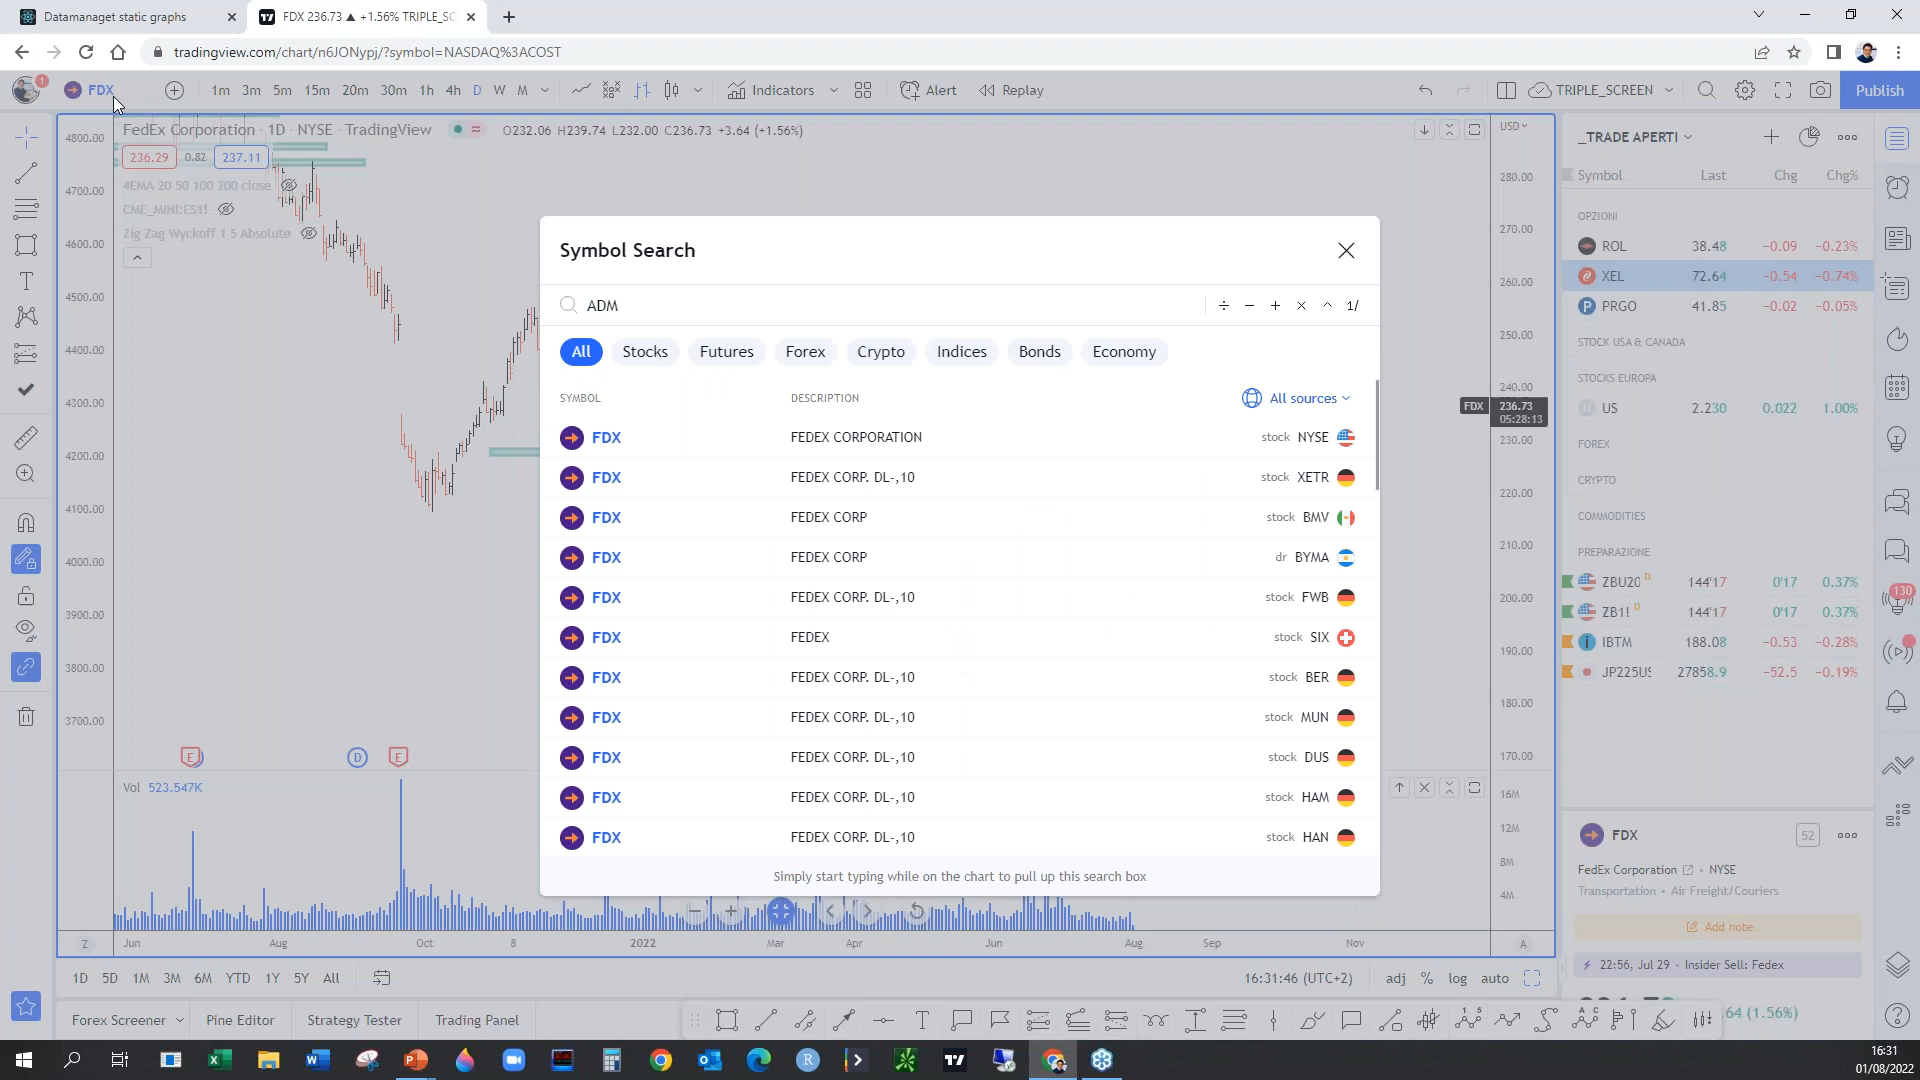 Datamanaget static graphs
FDX 236.73 ▲ +1.56% TRIPLE_SC
tradingview.com/chart/n6JONypj/?symbol=NASDAQ%3ACOST
1
FDX
1m 3m 5m 15m 20m 30m 1h 4h D W M
Indicators
Alert
Replay
TRIPLE_SCREEN
Publish
FedEx Corporation · 1D · NYSE · TradingView
O232.06 H239.74 L232.00 C236.73 +3.64 (+1.56%)
236.29 0.82 237.11
4EMA 20 50 100 200 close
CME_MINI:ES1!
Zig Zag Wyckoff 1 5 Absolute
4800.00
4700.00
4600.00
4500.00
4400.00
4300.00
4200.00
4100.00
4000.00
3900.00
3800.00
3700.00
E
D
E
Vol 523.547K
Symbol Search
ADM
÷ − + × ^ 1/
All Stocks Futures Forex Crypto Indices Bonds Economy
SYMBOL DESCRIPTION All sources
FDX FEDEX CORPORATION stock NYSE
FDX FEDEX CORP. DL-,10 stock XETR
FDX FEDEX CORP stock BMV
FDX FEDEX CORP dr BYMA
FDX FEDEX CORP. DL-,10 stock FWB
FDX FEDEX stock SIX
FDX FEDEX CORP. DL-,10 stock BER
FDX FEDEX CORP. DL-,10 stock MUN
FDX FEDEX CORP. DL-,10 stock DUS
FDX FEDEX CORP. DL-,10 stock HAM
FDX FEDEX CORP. DL-,10 stock HAN
Simply start typing while on the chart to pull up this search box
USD
280.00
270.00
260.00
250.00
240.00
FDX 236.73
05:28:13
230.00
220.00
210.00
200.00
190.00
180.00
170.00
16M
12M
8M
4M
Z Jun Aug Oct 8 2022 Mar Apr Jun Aug Sep Nov A
1D 5D 1M 3M 6M YTD 1Y 5Y All
16:31:46 (UTC+2) adj % log auto
Forex Screener Pine Editor Strategy Tester Trading Panel
_TRADE APERTI
Symbol Last Chg Chg%
OPZIONI
ROL 38.48 −0.09 −0.23%
XEL 72.64 −0.54 −0.74%
PRGO 41.85 −0.02 −0.05%
STOCK USA & CANADA
STOCKS EUROPA
US 2.230 0.022 1.00%
FOREX
CRYPTO
COMMODITIES
PREPARAZIONE
ZBU20 D 144'17 0'17 0.37%
ZB1! D 144'17 0'17 0.37%
IBTM 188.08 −0.53 −0.28%
JP225US 27858.9 −52.5 −0.19%
130
FDX 52
FedEx Corporation · NYSE
Transportation · Air Freight/Couriers
Add note
22:56, Jul 29 · Insider Sell: Fedex
.64 (1.56%)
16:31
01/08/2022